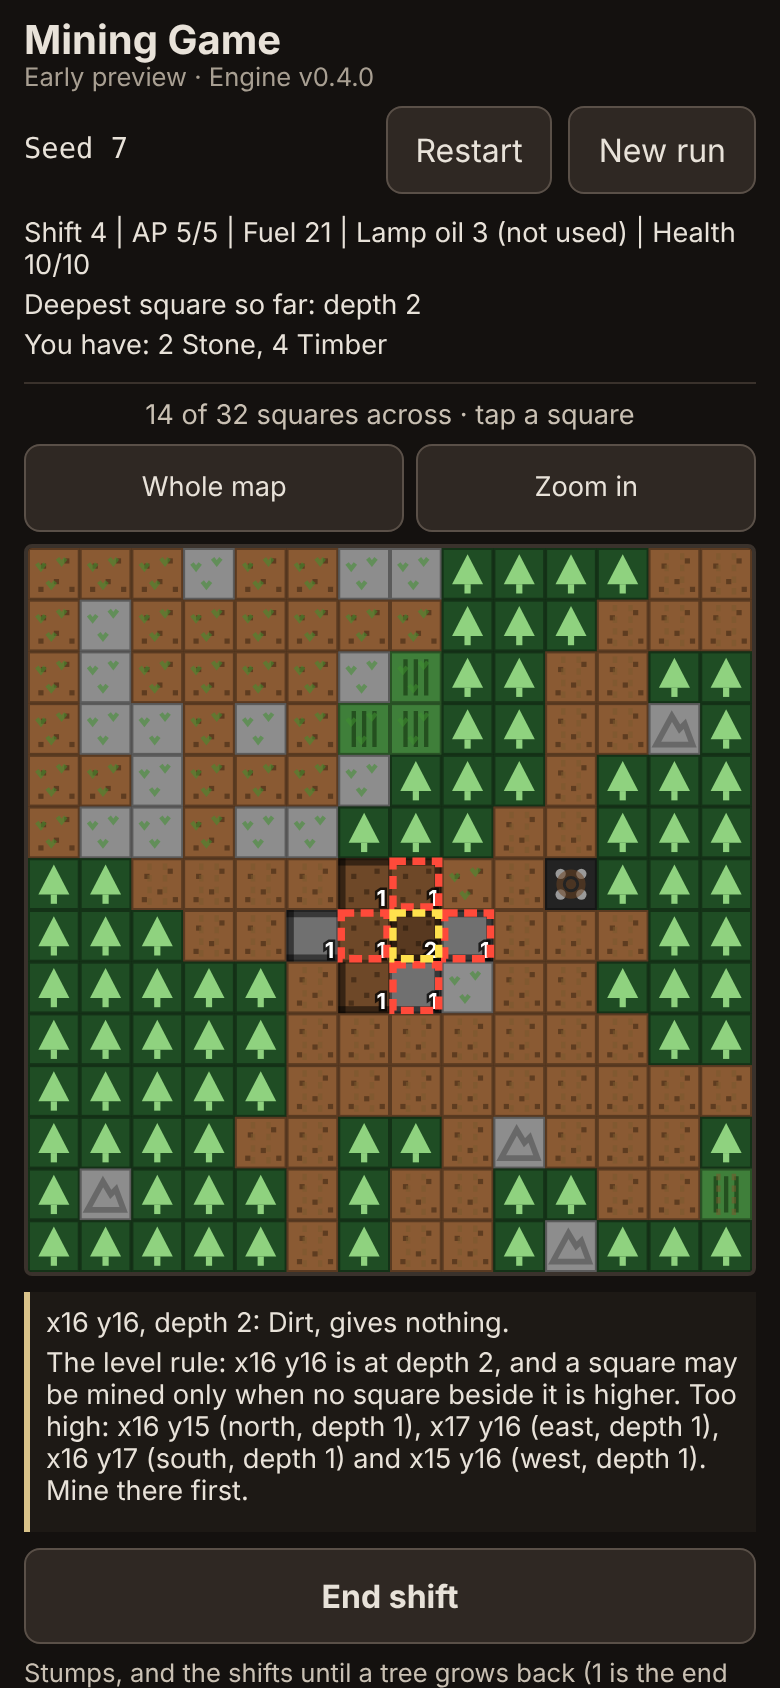 Mining Game
Early preview · Engine v0.4.0
Seed 7
Restart
New run
Shift 4 | AP 5/5 | Fuel 21 | Lamp oil 3 (not used) | Health
10/10
Deepest square so far: depth 2
You have: 2 Stone, 4 Timber
14 of 32 squares across · tap a square
Whole map
Zoom in
1 1
1 1 2 1
1 1
x16 y16, depth 2: Dirt, gives nothing.
The level rule: x16 y16 is at depth 2, and a square may
be mined only when no square beside it is higher. Too
high: x16 y15 (north, depth 1), x17 y16 (east, depth 1),
x16 y17 (south, depth 1) and x15 y16 (west, depth 1).
Mine there first.
End shift
Stumps, and the shifts until a tree grows back (1 is the end